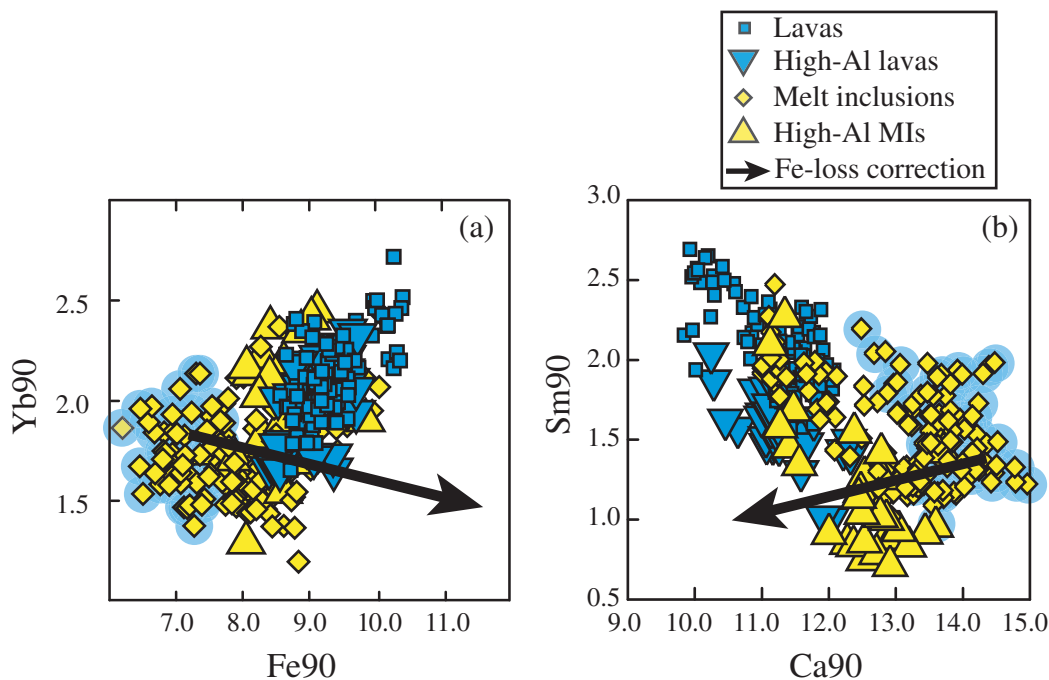 Lavas
High-Al lavas
Melt inclusions
High-Al MIs
Fe-loss correction
(a)
2.5
2.0
1.5
Yb90
7.0 8.0 9.0 10.0 11.0
Fe90
(b)
3.0
2.5
2.0
1.5
1.0
0.5
Sm90
9.0 10.0 11.0 12.0 13.0 14.0 15.0
Ca90